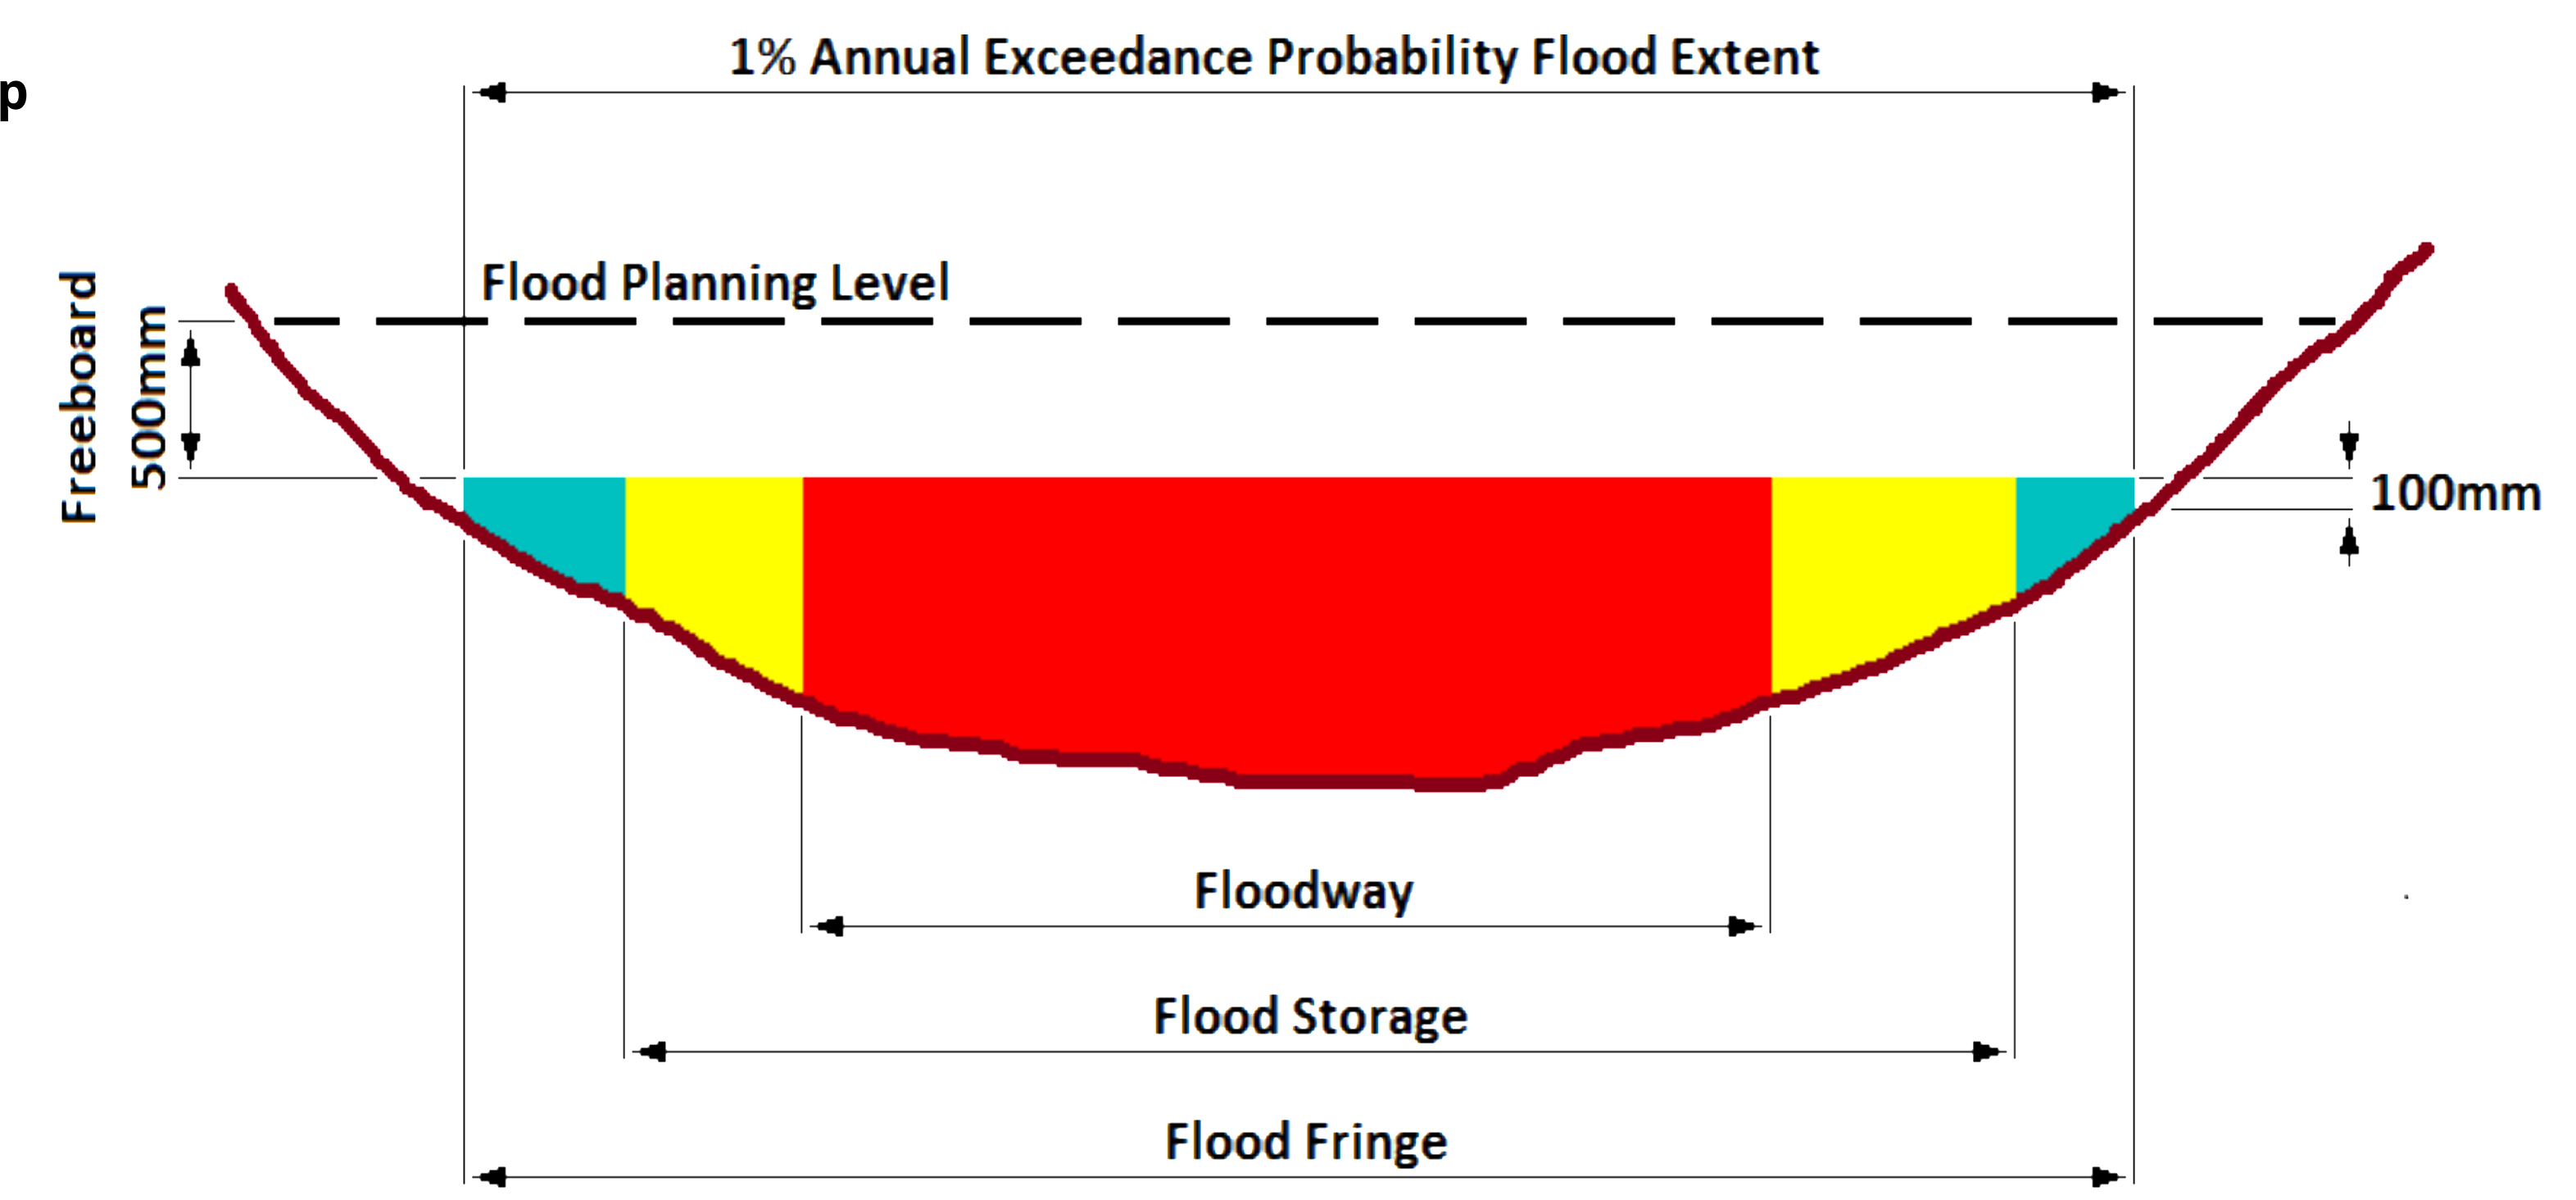 1% Annual Exceedance Probability Flood Extent
p
Flood Planning Level
Freeboard
500mm
100mm
Floodway
Flood Storage
Flood Fringe